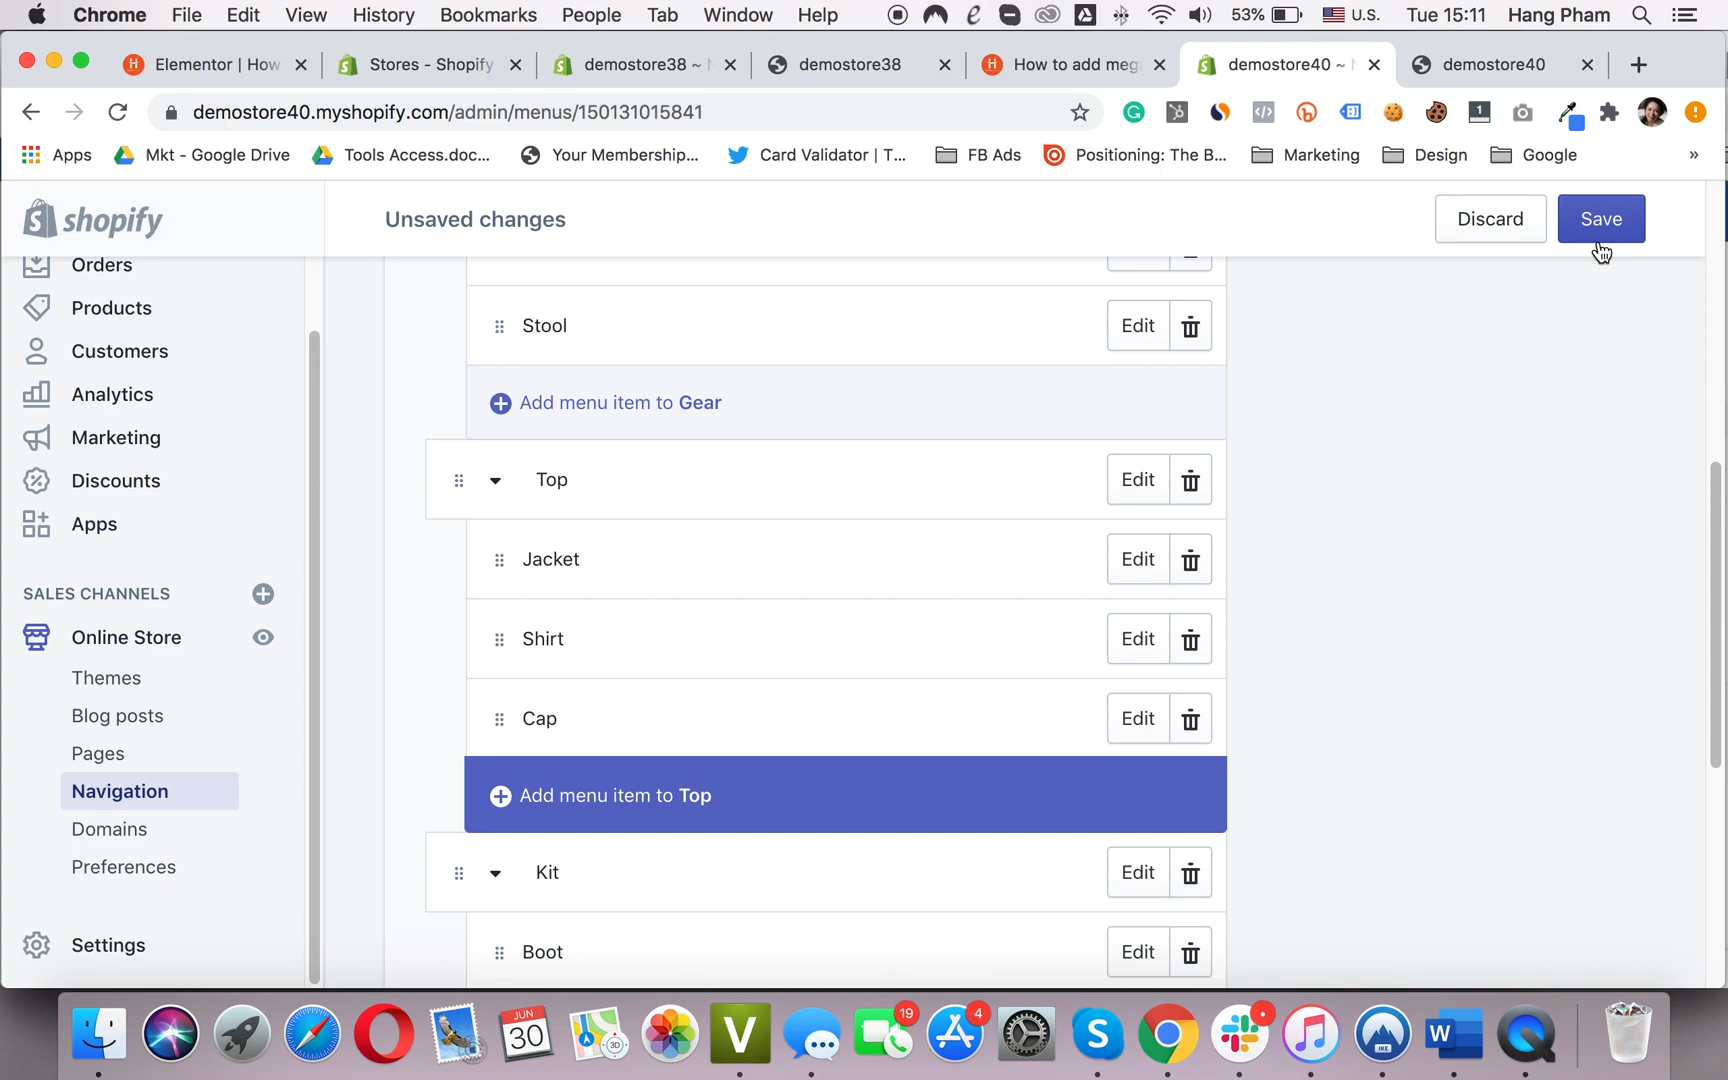 Chrome File Edit View History Bookmarks People Tab Window Help 53% U.S. Tue 15:11 Hang Pham
Elementor | How
Stores - Shopify
demostore38 ~
demostore38
How to add meg
demostore40 ~
demostore40
demostore40.myshopify.com/admin/menus/150131015841
Apps Mkt - Google Drive Tools Access.doc... Your Membership... Card Validator | T... FB Ads Positioning: The B... Marketing Design Google »
shopify
Unsaved changes
Discard
Save
Orders
Products
Customers
Analytics
Marketing
Discounts
Apps
SALES CHANNELS
Online Store
Themes
Blog posts
Pages
Navigation
Domains
Preferences
Settings
Stool Edit
Add menu item to Gear
Top Edit
Jacket Edit
Shirt Edit
Cap Edit
Add menu item to Top
Kit Edit
Boot Edit
JUN
30
3D
V
19
4
S
IKE
W